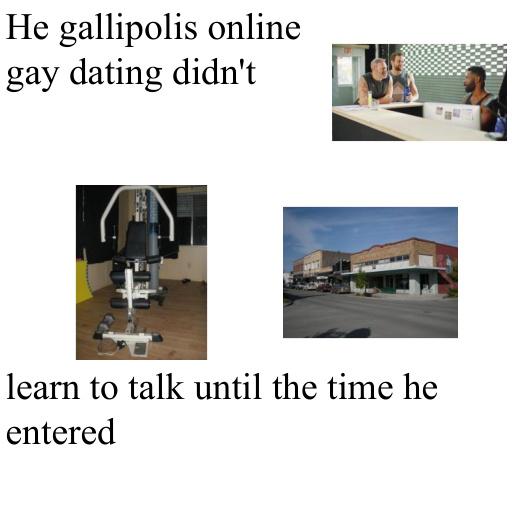 He gallipolis online
gay dating didn't
learn to talk until the time he
entered